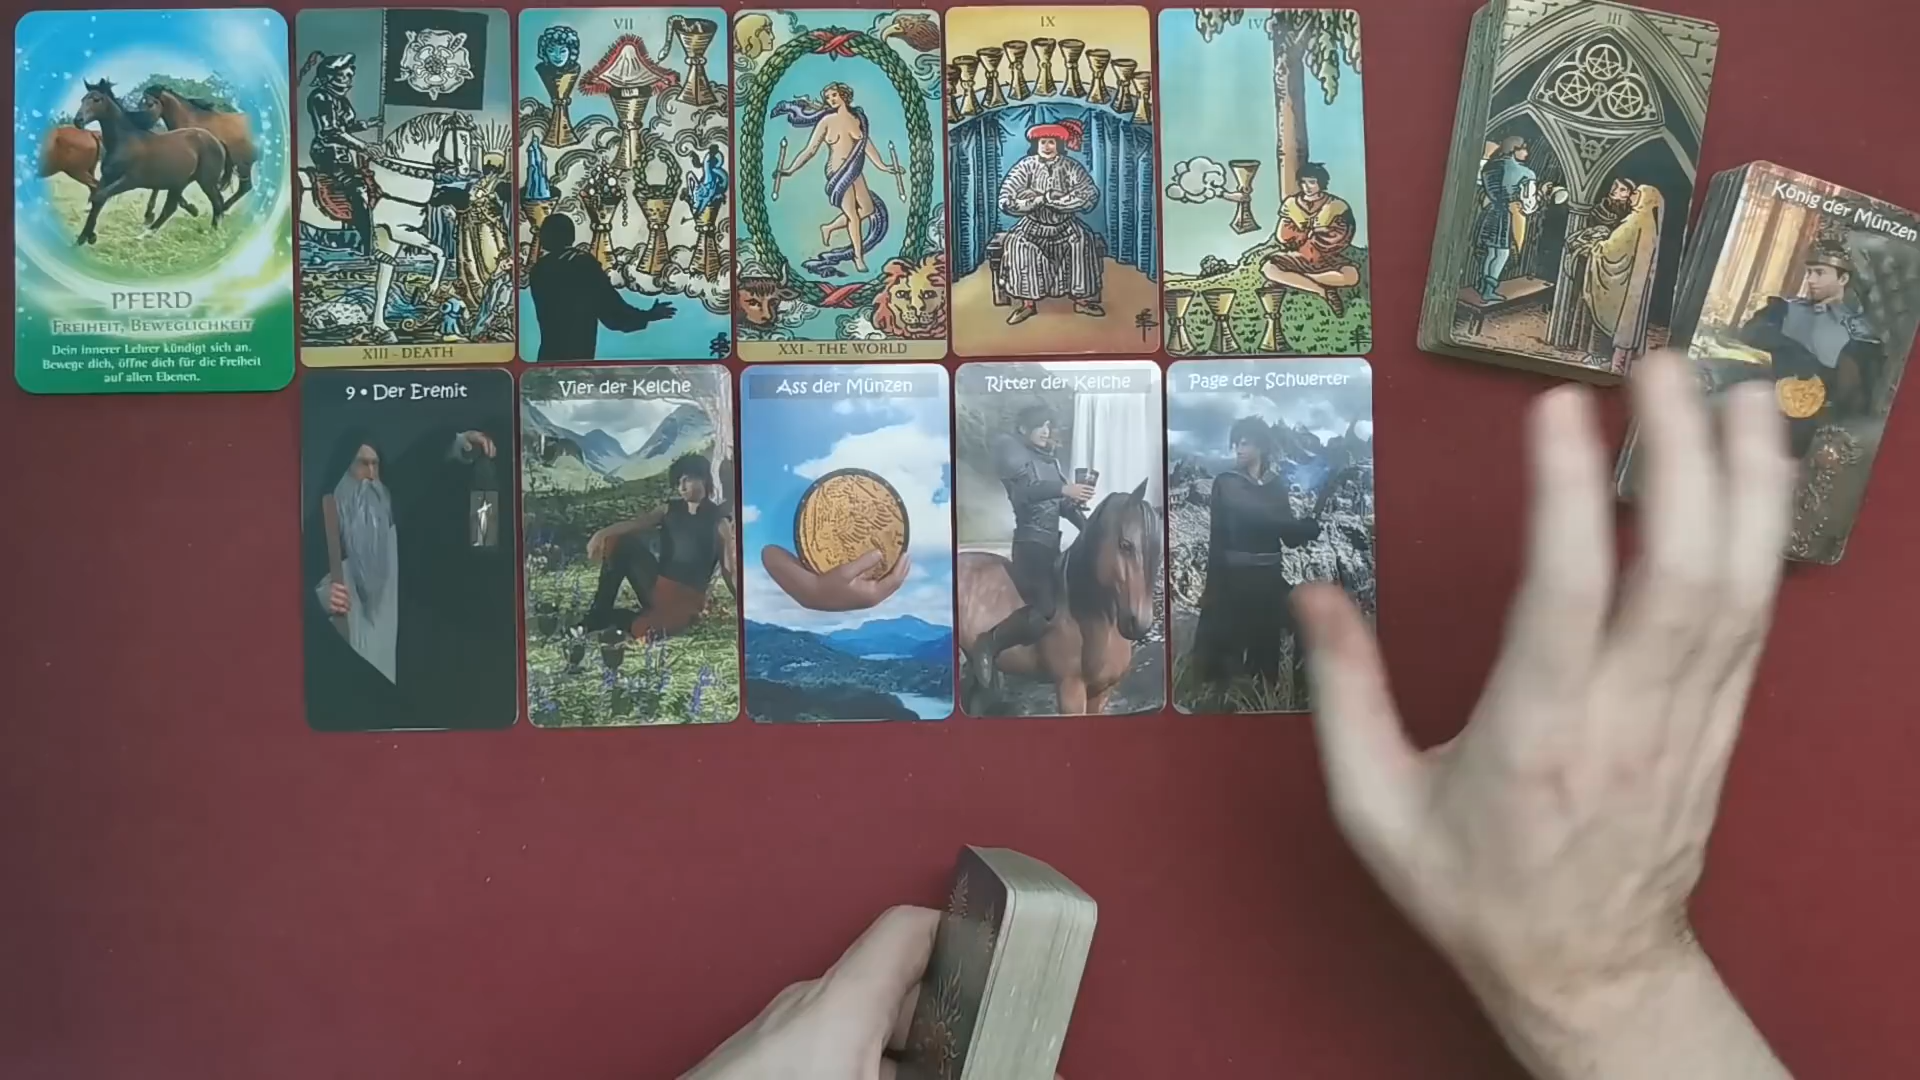 PFERD
FREIHEIT, BEWEGLICHKEIT
Dein innerer Lehrer kündigt sich an.
Bewege dich, öffne dich für die Freiheit
auf allen Ebenen.
XIII - DEATH
VII
XXI - THE WORLD
IX
IV
III
König der Münzen
9 • Der Eremit
Vier der Kelche
Ass der Münzen
Ritter der Kelche
Page der Schwerter